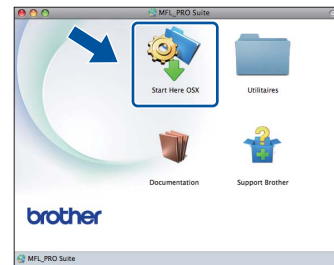 MFL_PRO Suite
Start Here OSX
Utilitaires
Documentation
Support Brother
brother
MFL_PRO Suite